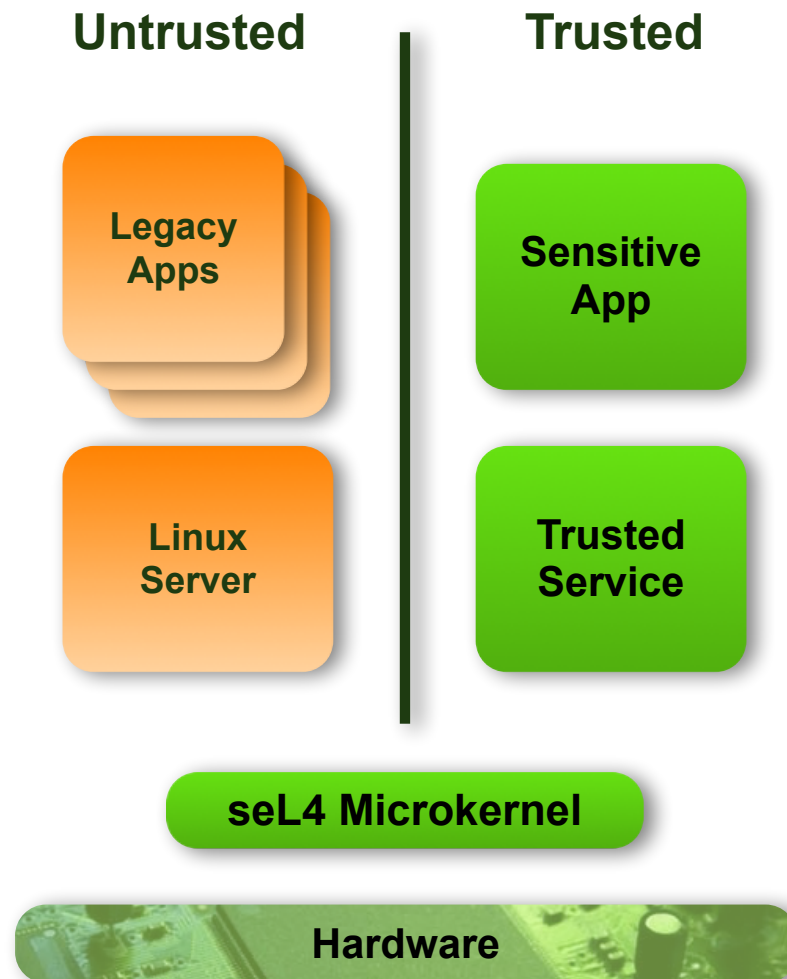 Untrusted
Trusted
Legacy
Apps
Sensitive
App
Linux
Server
Trusted
Service
seL4 Microkernel
Hardware